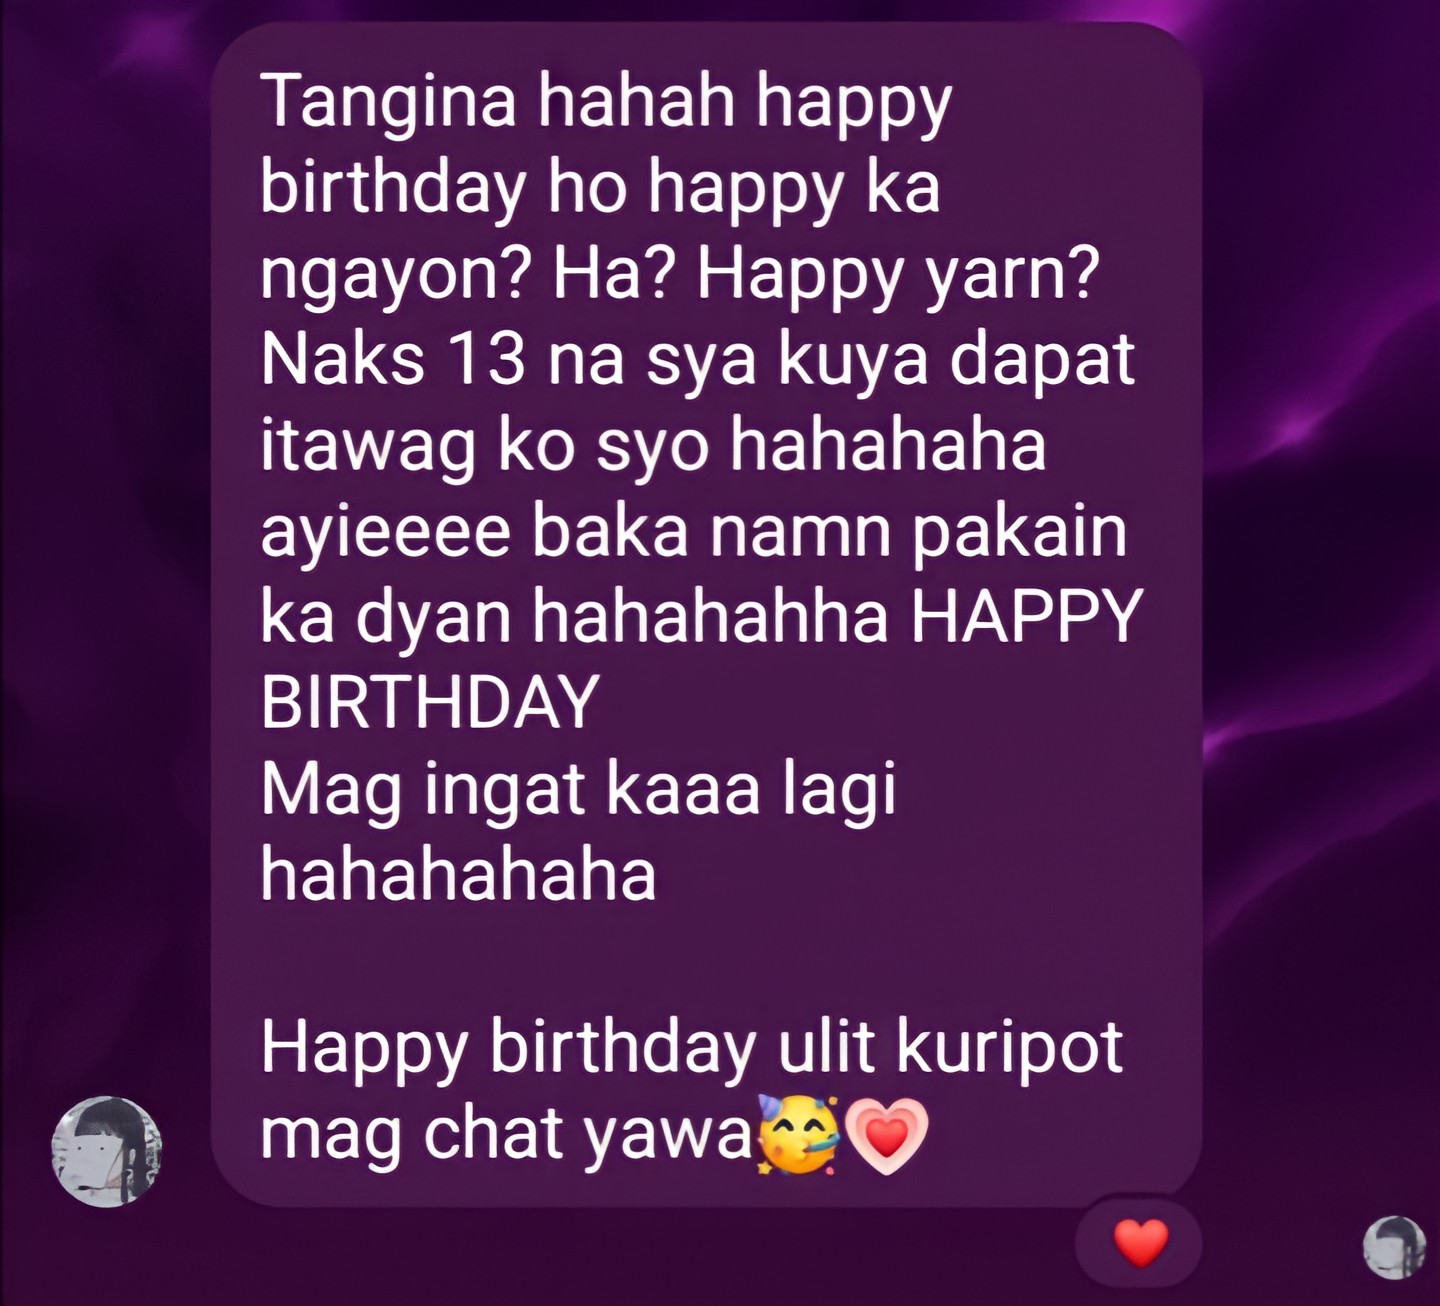 Tangina hahah happy
birthday ho happy ka
ngayon? Ha? Happy yarn?
Naks 13 na sya kuya dapat
itawag ko syo hahahaha
ayieeee baka namn pakain
ka dyan hahahahha HAPPY
BIRTHDAY
Mag ingat kaaa lagi
hahahahaha
Happy birthday ulit kuripot
mag chat yawa🥳💗